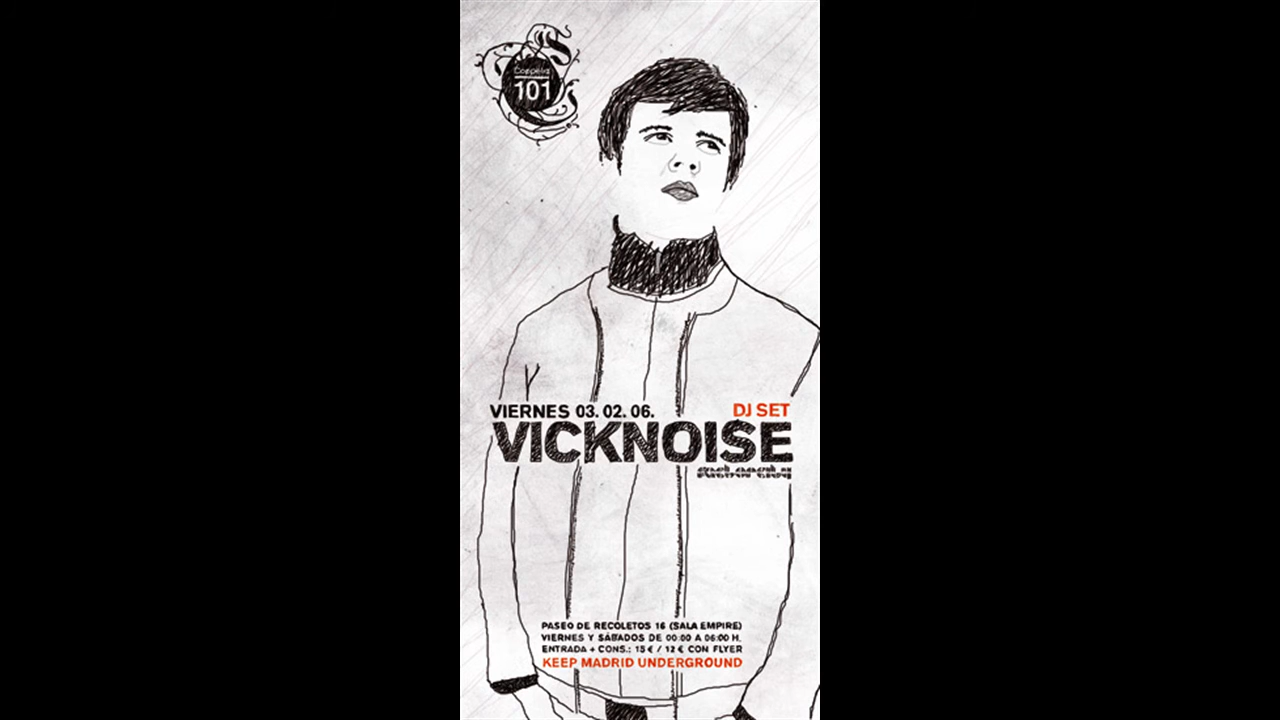 Coppelia
101
VIERNES 03. 02. 06.
DJ SET
VICKNOISE
PASEO DE RECOLETOS 16 (SALA EMPIRE)
VIERNES Y SÁBADOS DE 00:00 A 06:00 H.
ENTRADA + CONS.: 15 € / 12 € CON FLYER
KEEP MADRID UNDERGROUND